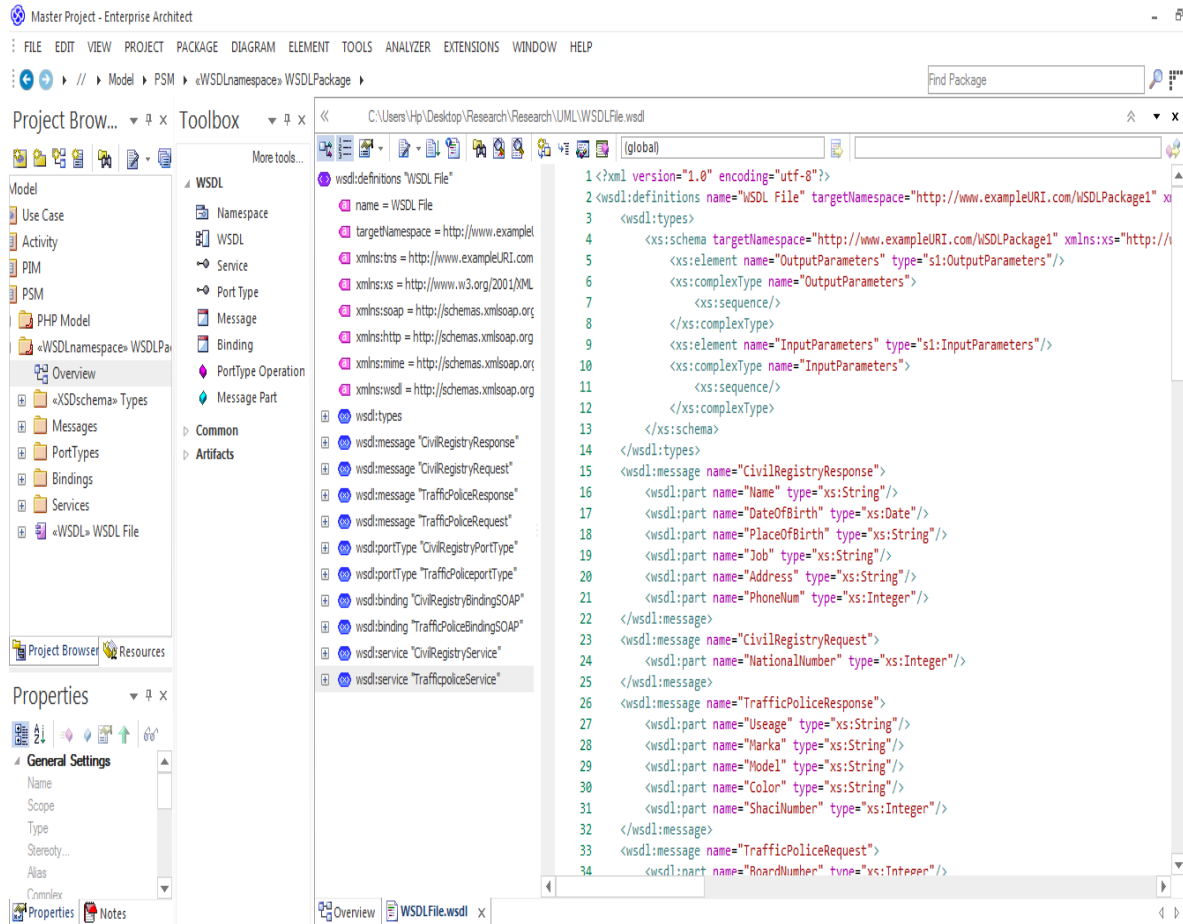 Master Project - Enterprise Architect
FILE EDIT VIEW PROJECT PACKAGE DIAGRAM ELEMENT TOOLS ANALYZER EXTENSIONS WINDOW HELP
// Model PSM «WSDLnamespace» WSDLPackage
Find Package
Project Brow...
Model
Use Case
Activity
PIM
PSM
PHP Model
«WSDLnamespace» WSDLPa
Overview
«XSDschema» Types
Messages
PortTypes
Bindings
Services
«WSDL» WSDL File
Project Browser Resources
Properties
General Settings
Name
Scope
Type
Stereoty...
Alias
Complex
Properties Notes
Toolbox
More tools...
WSDL
Namespace
WSDL
Service
Port Type
Message
Binding
PortType Operation
Message Part
Common
Artifacts
C:\Users\Hp\Desktop\Research\Research\UML\WSDLFile.wsdl
(global)
wsdl:definitions "WSDL File"
name = WSDL File
targetNamespace = http://www.exampleU
xmlns:tns = http://www.exampleURI.com
xmlns:xs = http://www.w3.org/2001/XML
xmlns:soap = http://schemas.xmlsoap.org
xmlns:http = http://schemas.xmlsoap.org
xmlns:mime = http://schemas.xmlsoap.org
xmlns:wsdl = http://schemas.xmlsoap.org
wsdl:types
wsdl:message "CivilRegistryResponse"
wsdl:message "CivilRegistryRequest"
wsdl:message "TrafficPoliceResponse"
wsdl:message "TrafficPoliceRequest"
wsdl:portType "CivilRegistryPortType"
wsdl:portType "TrafficPoliceportType"
wsdl:binding "CivilRegistryBindingSOAP"
wsdl:binding "TrafficPoliceBindingSOAP"
wsdl:service "CivilRegistryService"
wsdl:service "TrafficpoliceService"
1 <?xml version="1.0" encoding="utf-8"?>
2 <wsdl:definitions name="WSDL File" targetNamespace="http://www.exampleURI.com/WSDLPackage1" x
3 <wsdl:types>
4 <xs:schema targetNamespace="http://www.exampleURI.com/WSDLPackage1" xmlns:xs="http://
5 <xs:element name="OutputParameters" type="s1:OutputParameters"/>
6 <xs:complexType name="OutputParameters">
7 <xs:sequence/>
8 </xs:complexType>
9 <xs:element name="InputParameters" type="s1:InputParameters"/>
10 <xs:complexType name="InputParameters">
11 <xs:sequence/>
12 </xs:complexType>
13 </xs:schema>
14 </wsdl:types>
15 <wsdl:message name="CivilRegistryResponse">
16 <wsdl:part name="Name" type="xs:String"/>
17 <wsdl:part name="DateOfBirth" type="xs:Date"/>
18 <wsdl:part name="PlaceOfBirth" type="xs:String"/>
19 <wsdl:part name="Job" type="xs:String"/>
20 <wsdl:part name="Address" type="xs:String"/>
21 <wsdl:part name="PhoneNum" type="xs:Integer"/>
22 </wsdl:message>
23 <wsdl:message name="CivilRegistryRequest">
24 <wsdl:part name="NationalNumber" type="xs:Integer"/>
25 </wsdl:message>
26 <wsdl:message name="TrafficPoliceResponse">
27 <wsdl:part name="Useage" type="xs:String"/>
28 <wsdl:part name="Marka" type="xs:String"/>
29 <wsdl:part name="Model" type="xs:String"/>
30 <wsdl:part name="Color" type="xs:String"/>
31 <wsdl:part name="ShaciNumber" type="xs:Integer"/>
32 </wsdl:message>
33 <wsdl:message name="TrafficPoliceRequest">
34 <wsdl:part name="BoardNumber" type="xs:Integer"/>
Overview WSDLFile.wsdl x